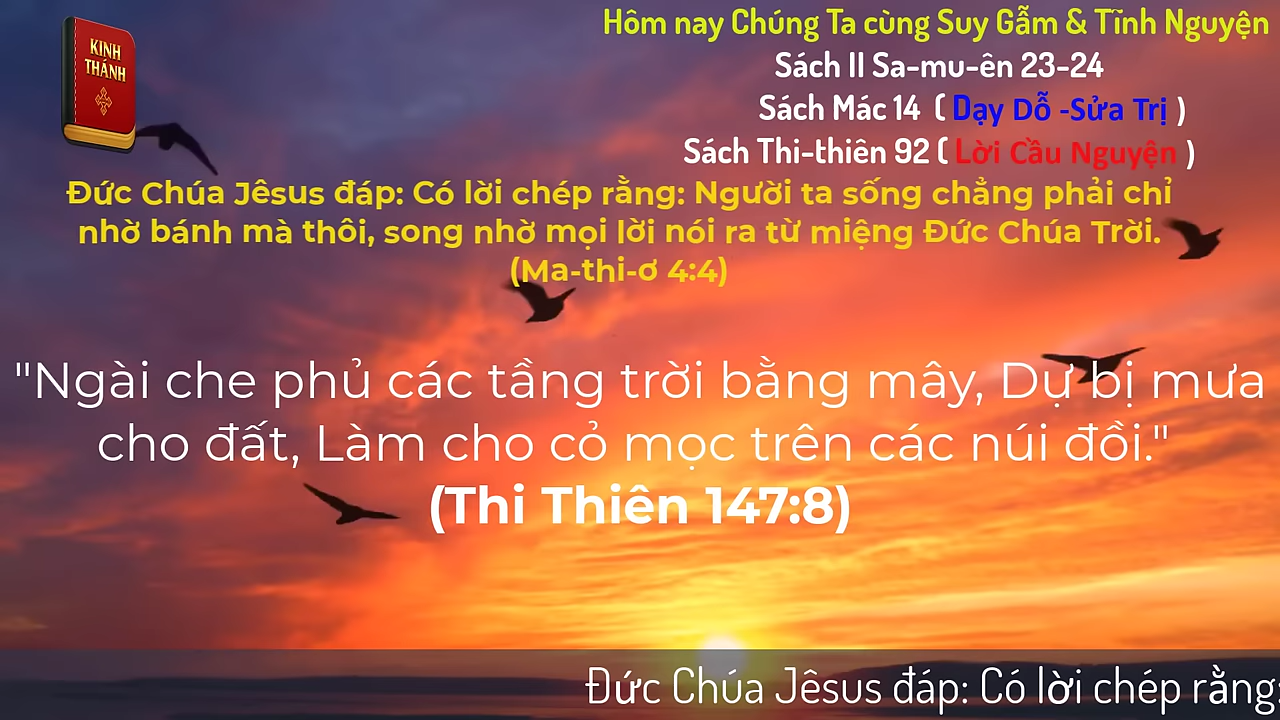 KINH
THÁNH
Hôm nay Chúng Ta cùng Suy Gẫm & Tĩnh Nguyện
Sách II Sa-mu-ên 23-24
Sách Mác 14 ( Dạy Dỗ -Sửa Trị )
Sách Thi-thiên 92 ( Lời Cầu Nguyện )
Đức Chúa Jêsus đáp: Có lời chép rằng: Người ta sống chẳng phải chỉ
nhờ bánh mà thôi, song nhờ mọi lời nói ra từ miệng Đức Chúa Trời.
(Ma-thi-ơ 4:4)
"Ngài che phủ các tầng trời bằng mây, Dự bị mưa
cho đất, Làm cho cỏ mọc trên các núi đồi."
(Thi Thiên 147:8)
Đức Chúa Jêsus đáp: Có lời chép rằng: